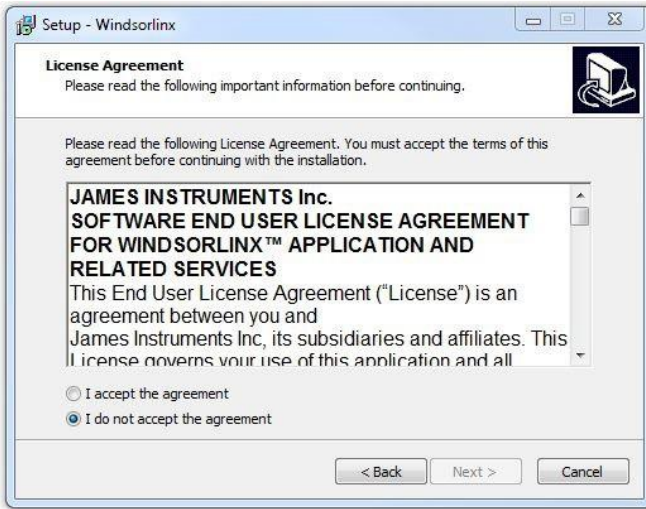 Setup - Windsorlinx
License Agreement
Please read the following important information before continuing.
Please read the following License Agreement. You must accept the terms of this
agreement before continuing with the installation.
JAMES INSTRUMENTS Inc.
SOFTWARE END USER LICENSE AGREEMENT
FOR WINDSORLINX™ APPLICATION AND
RELATED SERVICES
This End User License Agreement (“License”) is an
agreement between you and
James Instruments Inc, its subsidiaries and affiliates. This
License governs your use of this application and all
I accept the agreement
I do not accept the agreement
< Back Next > Cancel